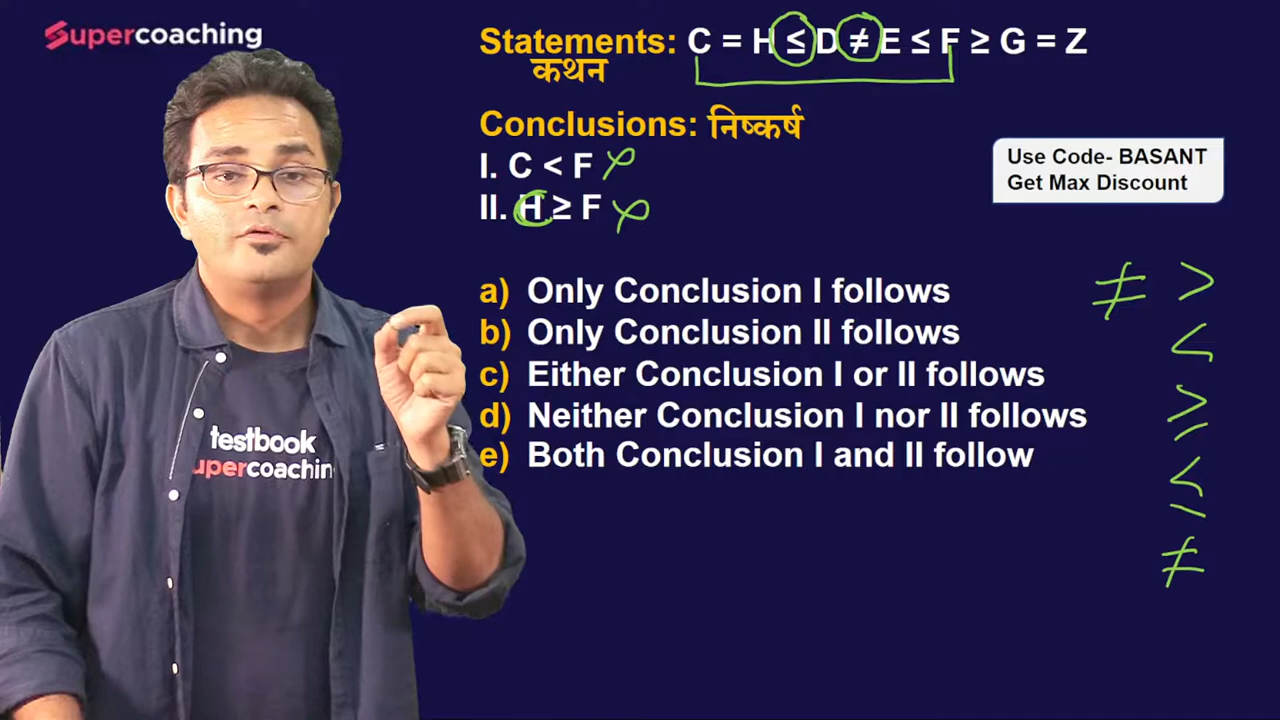 Supercoaching
Statements: C = H ≤ D ≠ E ≤ F ≥ G = Z
कथन
Conclusions: निष्कर्ष
I. C < F
II. H ≥ F
C
Use Code- BASANT
Get Max Discount
a) Only Conclusion I follows
b) Only Conclusion II follows
c) Either Conclusion I or II follows
d) Neither Conclusion I nor II follows
e) Both Conclusion I and II follow
≠ >
<
≥
≤
≠
testbook
upercoachin